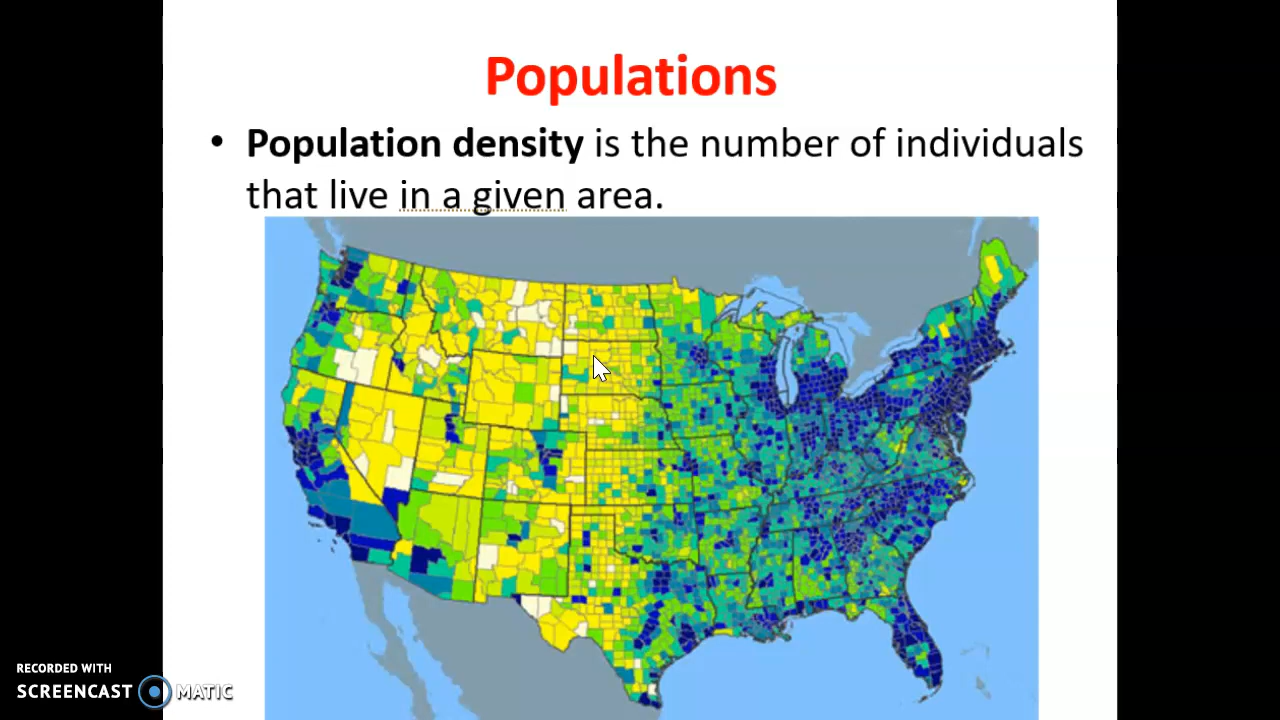 Populations
• Population density is the number of individuals
that live in a given area.
RECORDED WITH
SCREENCAST MATIC